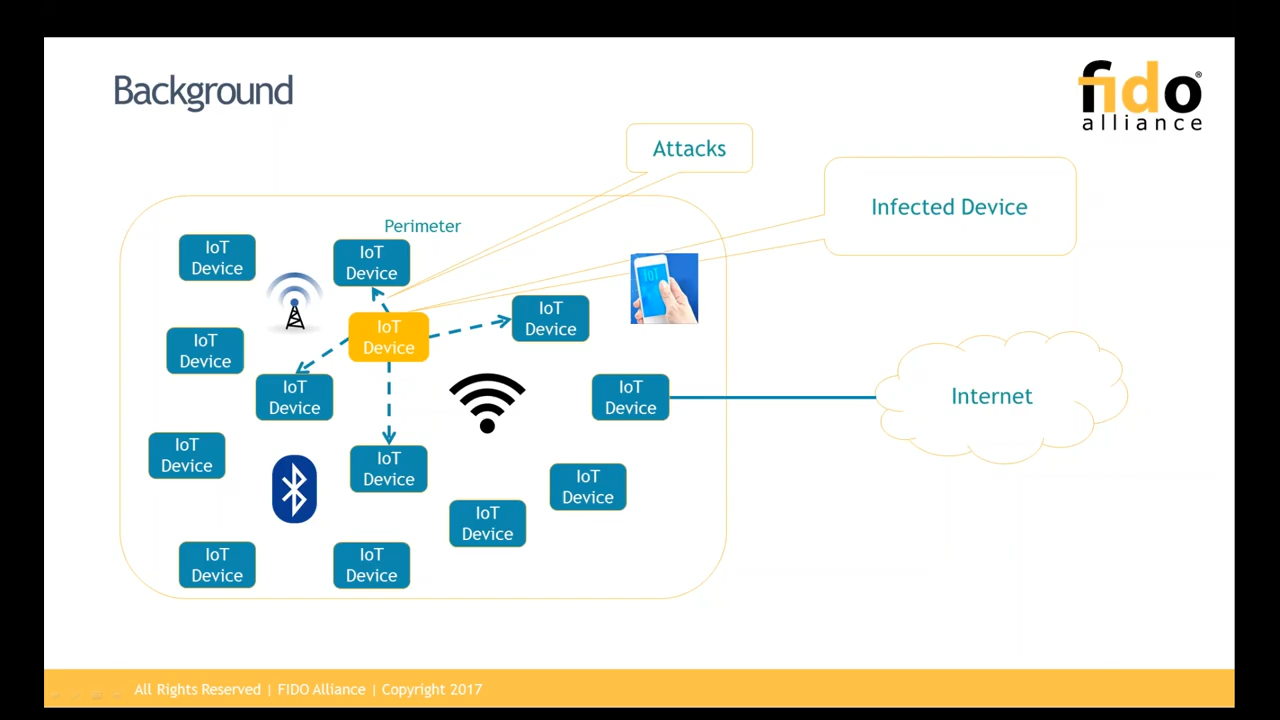 Background
fido
alliance
Attacks
Infected Device
Perimeter
IoT
Device
IoT
Device
IoT
Device
IoT
Device
IoT
Device
IoT
IoT
Device
IoT
Device
IoT
Device
Internet
IoT
Device
IoT
Device
IoT
Device
IoT
Device
IoT
Device
IoT
Device
All Rights Reserved | FIDO Alliance | Copyright 2017